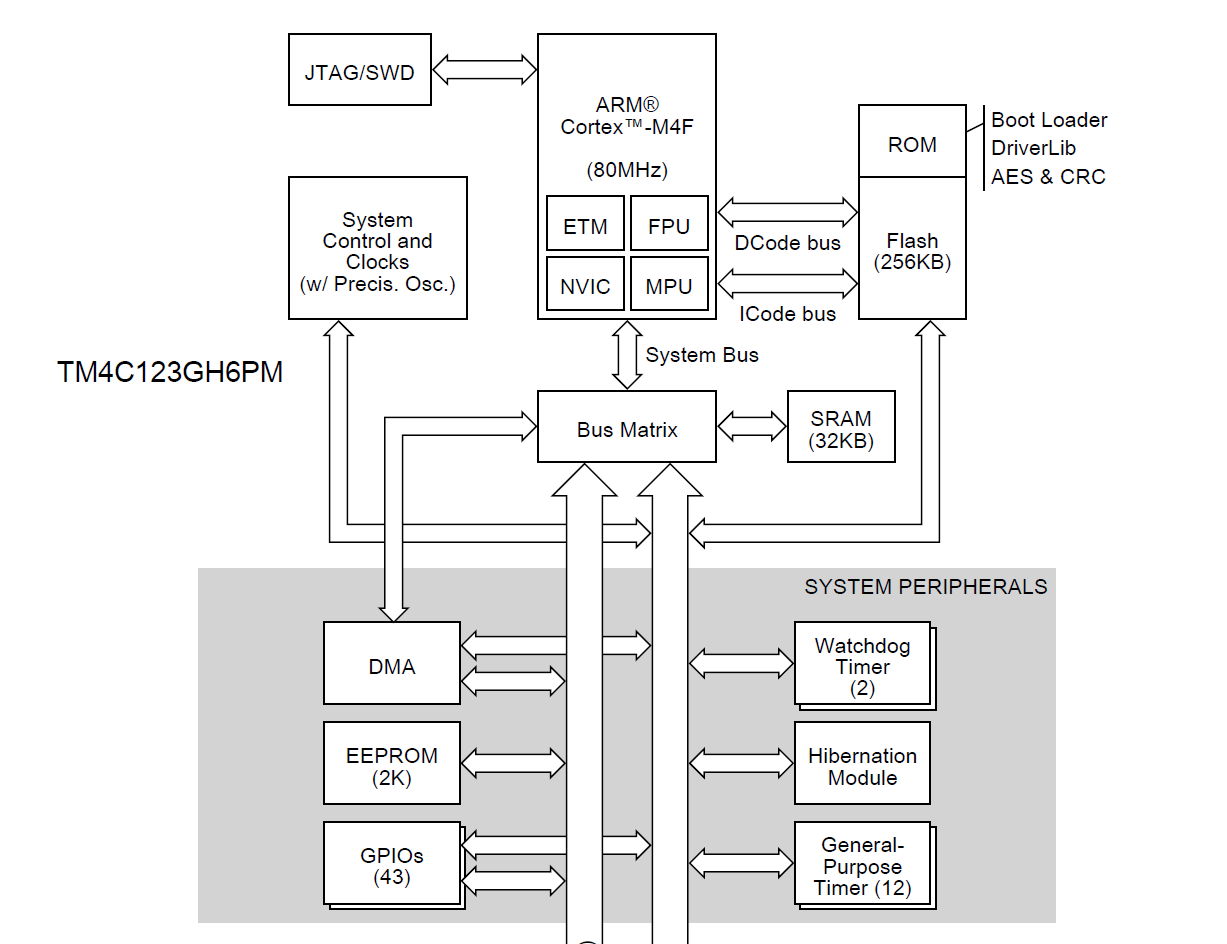 JTAG/SWD
ARM®
Cortex™-M4F
(80MHz)
ETM
FPU
NVIC
MPU
ROM
Boot Loader
DriverLib
AES & CRC
Flash
(256KB)
DCode bus
ICode bus
System
Control and
Clocks
(w/ Precis. Osc.)
TM4C123GH6PM
System Bus
Bus Matrix
SRAM
(32KB)
SYSTEM PERIPHERALS
DMA
Watchdog
Timer
(2)
EEPROM
(2K)
Hibernation
Module
GPIOs
(43)
General-
Purpose
Timer (12)